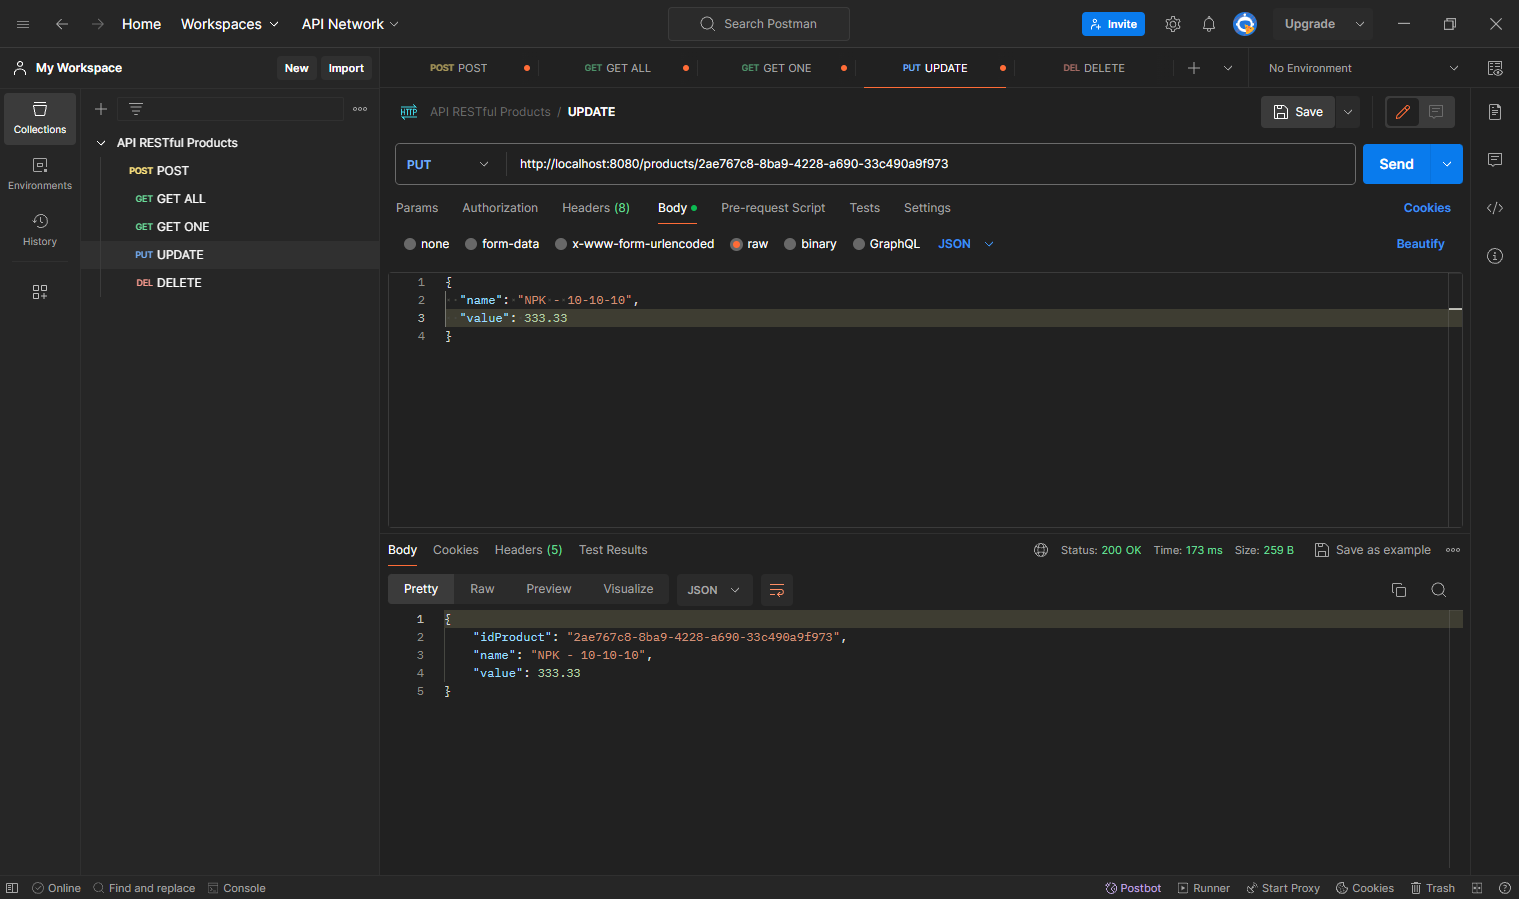 Home Workspaces API Network Search Postman Invite Upgrade
My Workspace New Import
POST POST GET GET ALL GET GET ONE PUT UPDATE DEL DELETE No Environment
Collections
Environments
History
API RESTful Products
POST POST
GET GET ALL
GET GET ONE
PUT UPDATE
DEL DELETE
HTTP API RESTful Products / UPDATE Save
PUT http://localhost:8080/products/2ae767c8-8ba9-4228-a690-33c490a9f973 Send
Params Authorization Headers (8) Body Pre-request Script Tests Settings Cookies
none form-data x-www-form-urlencoded raw binary GraphQL JSON Beautify
1 {
2 "name": "NPK - 10-10-10",
3 "value": 333.33
4 }
Body Cookies Headers (5) Test Results Status: 200 OK Time: 173 ms Size: 259 B Save as example
Pretty Raw Preview Visualize JSON
1 {
2 "idProduct": "2ae767c8-8ba9-4228-a690-33c490a9f973",
3 "name": "NPK - 10-10-10",
4 "value": 333.33
5 }
Online Find and replace Console Postbot Runner Start Proxy Cookies Trash